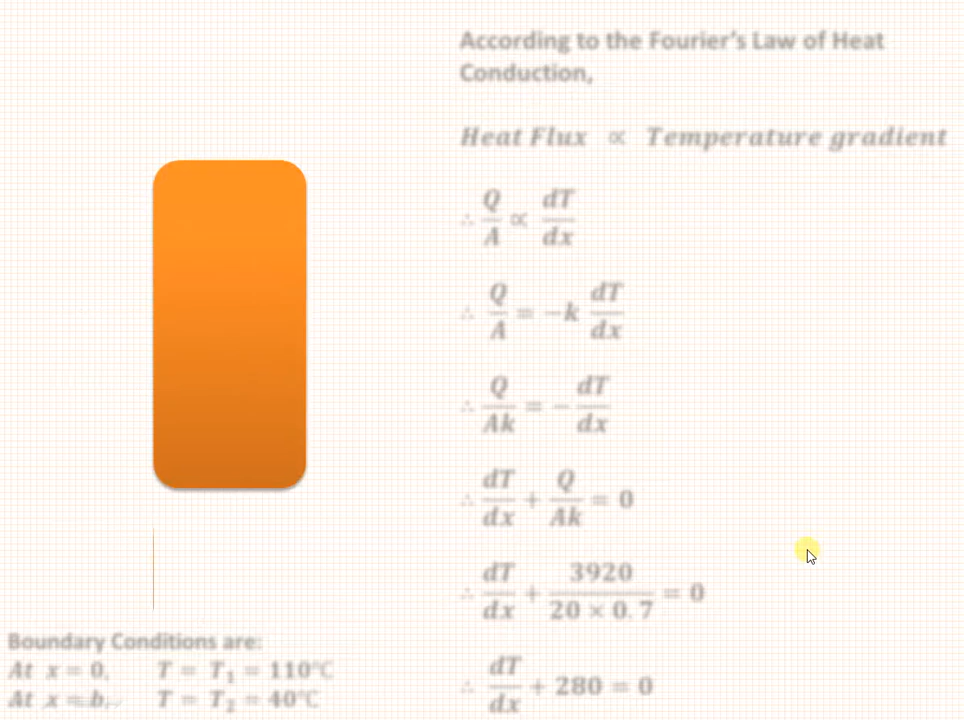 According to the Fourier's Law of Heat
Conduction,
Heat Flux ∝ Temperature gradient
∴ Q/A ∝ dT/dx
∴ Q/A = −k dT/dx
∴ Q/Ak = − dT/dx
∴ dT/dx + Q/Ak = 0
∴ dT/dx + 3920/(20 × 0.7) = 0
∴ dT/dx + 280 = 0
Boundary Conditions are:
At x = 0, T = T₁ = 110℃
At x = b, T = T₂ = 40℃